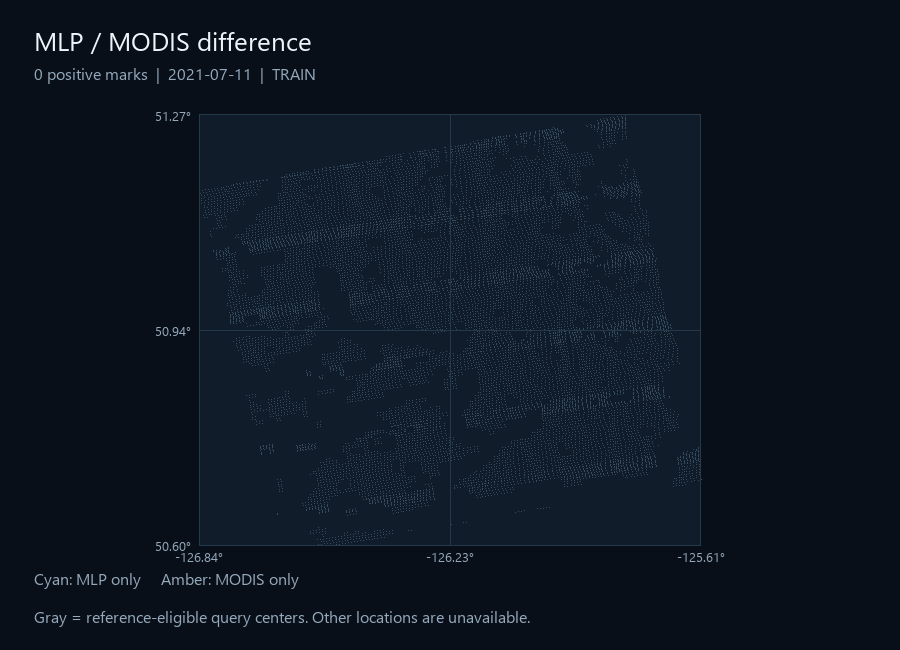 MLP / MODIS difference
0 positive marks | 2021-07-11 | TRAIN
51.27°
50.94°
50.60°
-126.84° -126.23° -125.61°
Cyan: MLP only Amber: MODIS only
Gray = reference-eligible query centers. Other locations are unavailable.